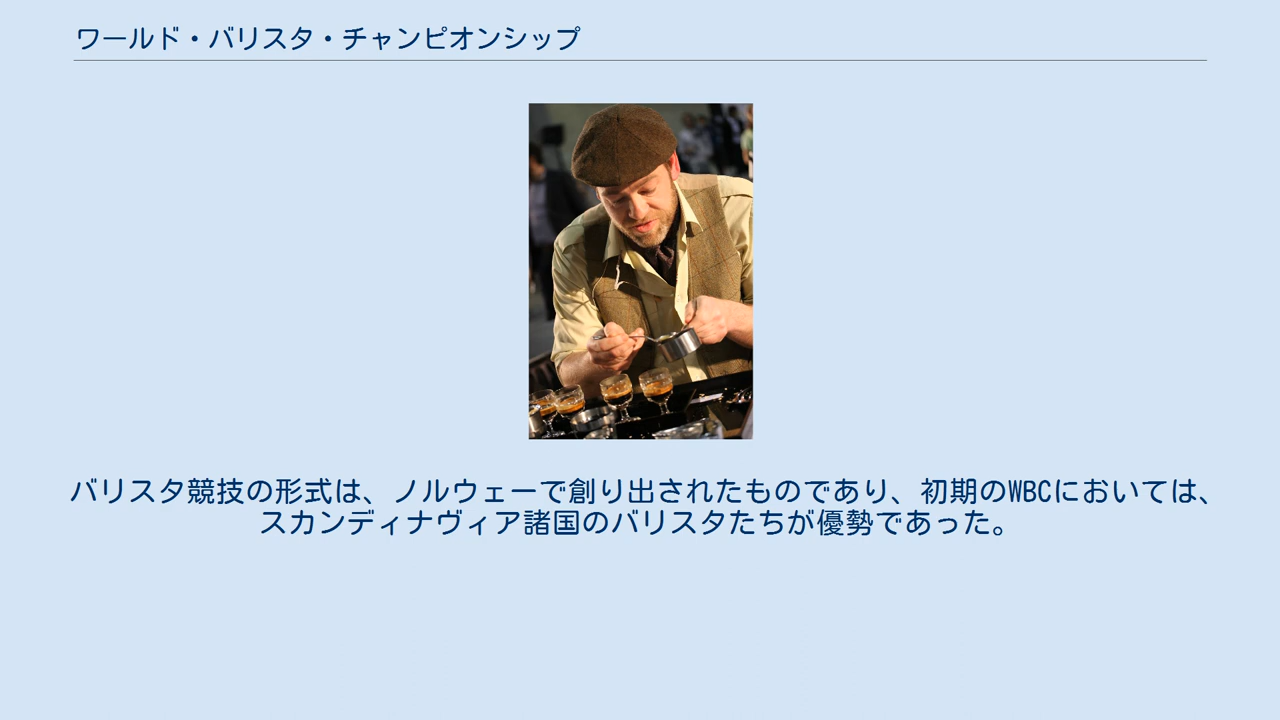 ワールド・バリスタ・チャンピオンシップ
バリスタ競技の形式は、ノルウェーで創り出されたものであり、初期のWBCにおいては、
スカンディナヴィア諸国のバリスタたちが優勢であった。